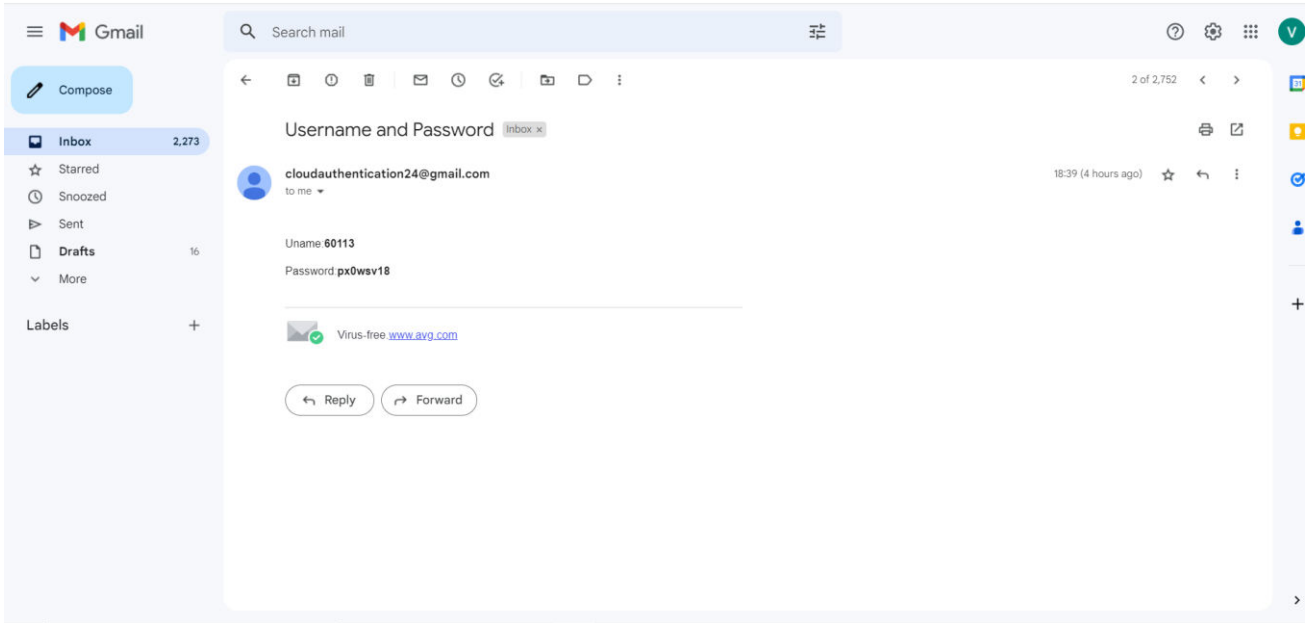 Gmail
Search mail
V
Compose
2 of 2,752
31
Username and Password Inbox x
Inbox 2,273
Starred
cloudauthentication24@gmail.com 18:39 (4 hours ago)
to me
Snoozed
Sent
Uname:60113
Drafts 16
Password:px0wsv18
More
Labels
Virus-free.www.avg.com
Reply Forward